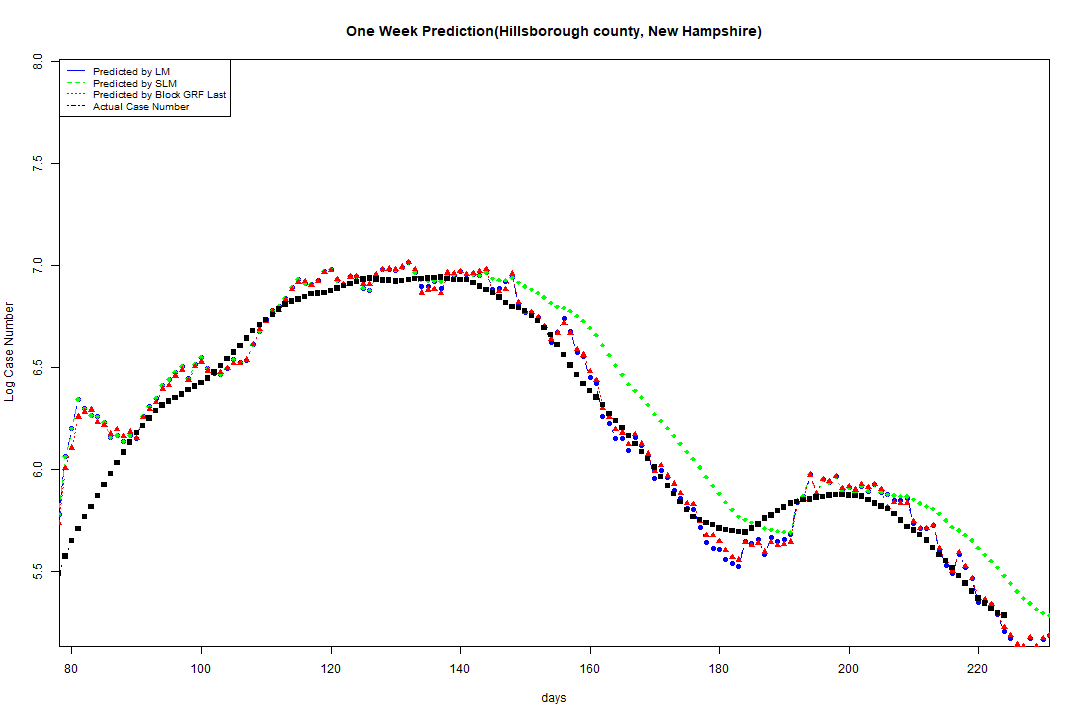 One Week Prediction(Hillsborough county, New Hampshire)
Predicted by LM
Predicted by SLM
Predicted by Block GRF Last
Actual Case Number
8.0
7.5
7.0
6.5
6.0
5.5
Log Case Number
80 100 120 140 160 180 200 220
days